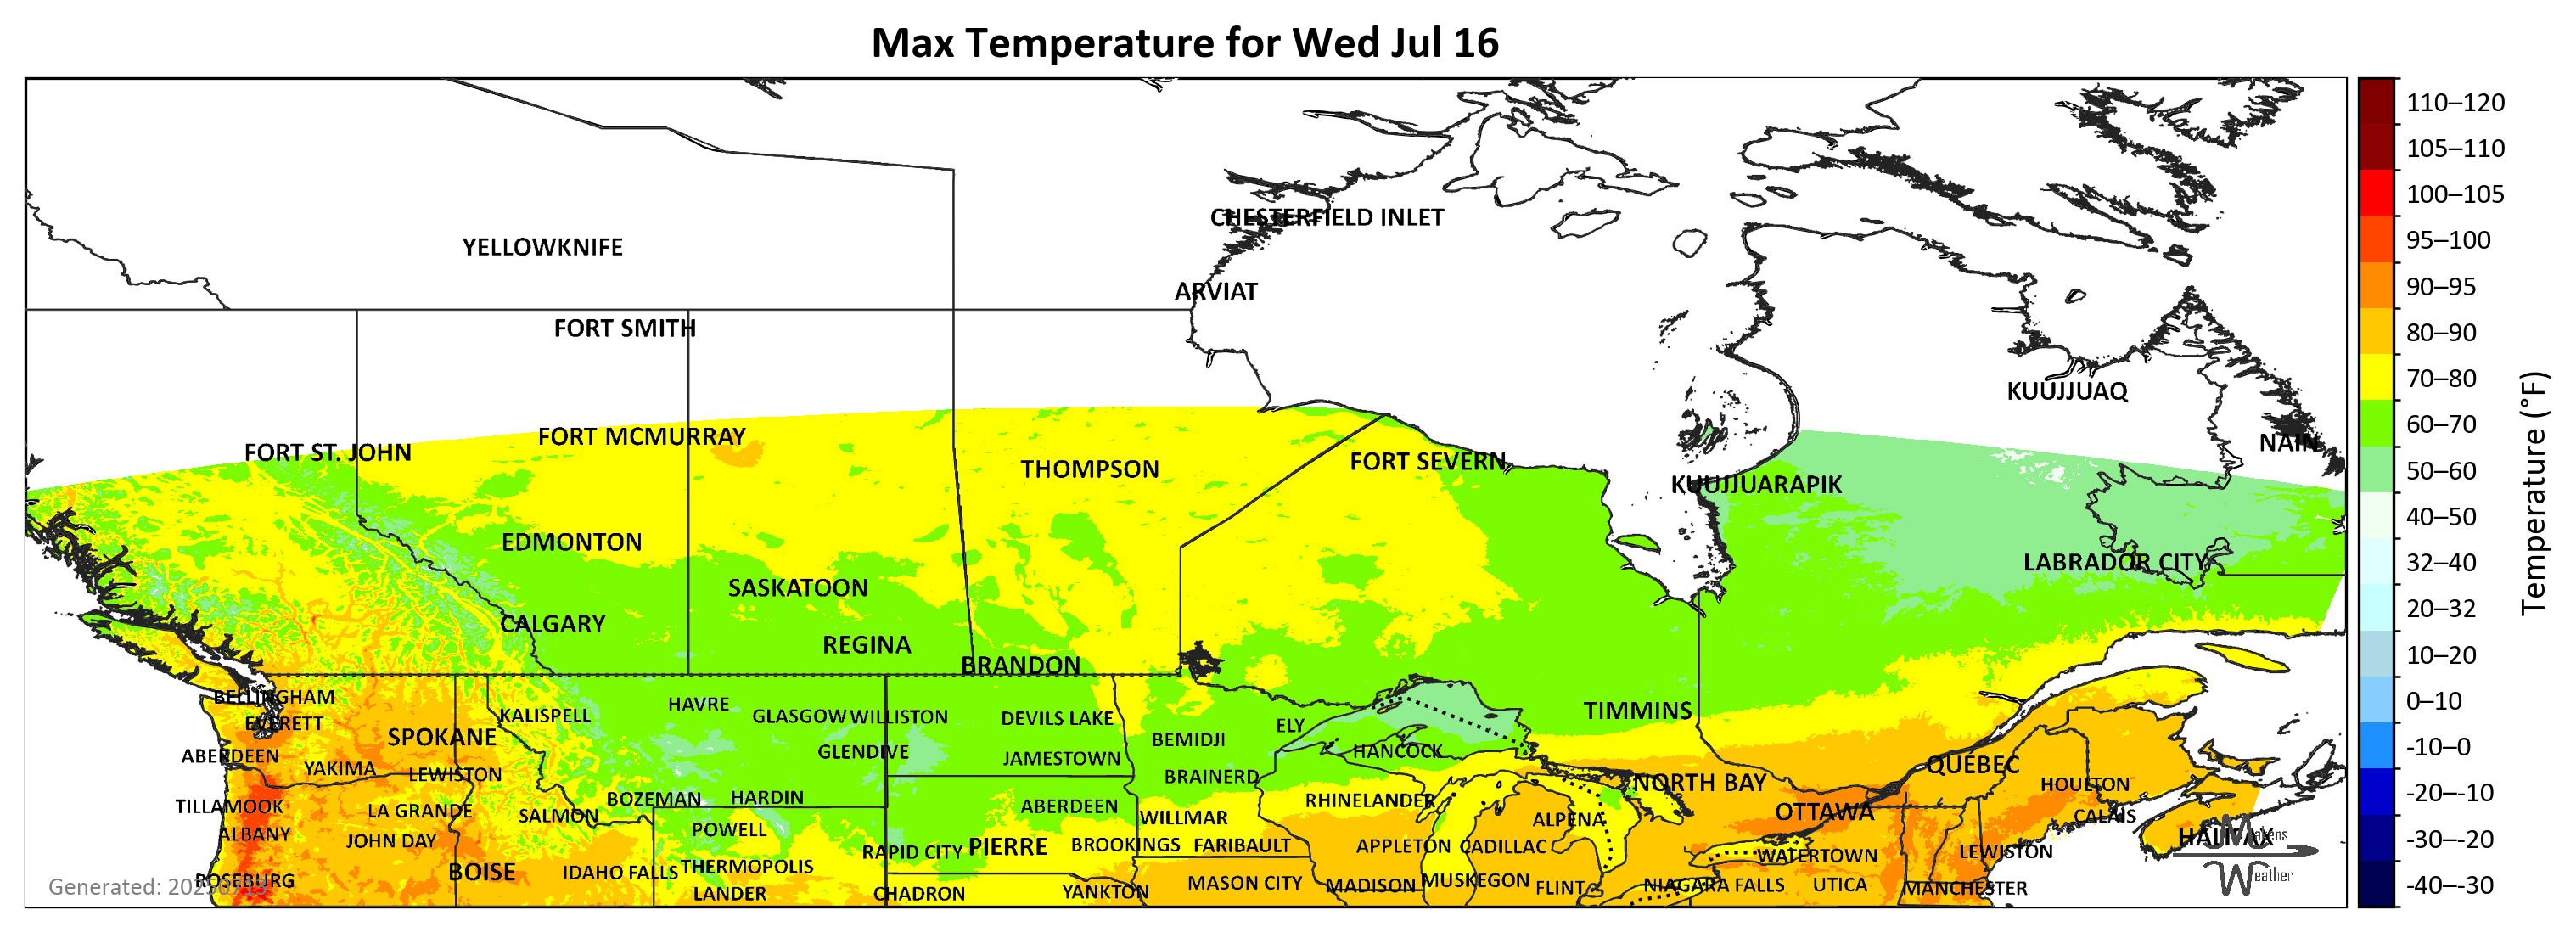 Max Temperature for Wed Jul 16
CHESTERFIELD INLET
YELLOWKNIFE
ARVIAT
FORT SMITH
KUUJJUAQ
FORT MCMURRAY
NAIN
FORT ST. JOHN
FORT SEVERN
THOMPSON
KUUJJUARAPIK
EDMONTON
LABRADOR CITY
SASKATOON
CALGARY
REGINA
BRANDON
BELLINGHAM
HAVRE
TIMMINS
KALISPELL
GLASGOW WILLISTON
DEVILS LAKE
EVERETT
ELY
SPOKANE
BEMIDJI
ABERDEEN
GLENDIVE
JAMESTOWN
HANCOCK
QUÉBEC
YAKIMA
LEWISTON
BRAINERD
NORTH BAY
HOULTON
BOZEMAN
HARDIN
RHINELANDER
TILLAMOOK
LA GRANDE
SALMON
ABERDEEN
WILLMAR
ALPENA
OTTAWA
CALAIS
ALBANY
JOHN DAY
POWELL
HALIFAX
Makens
Weather
RAPID CITY
PIERRE
BROOKINGS
FARIBAULT
APPLETON
CADILLAC
WATERTOWN
LEWISTON
BOISE
IDAHO FALLS
THERMOPOLIS
ROSEBURG
Generated:
LANDER
CHADRON
YANKTON
MASON CITY
MADISON
MUSKEGON
FLINT
NIAGARA FALLS
UTICA
MANCHESTER
110–120
105–110
100–105
95–100
90–95
80–90
70–80
60–70
50–60
40–50
32–40
20–32
10–20
0–10
-10–0
-20–-10
-30–-20
-40–-30
Temperature (°F)